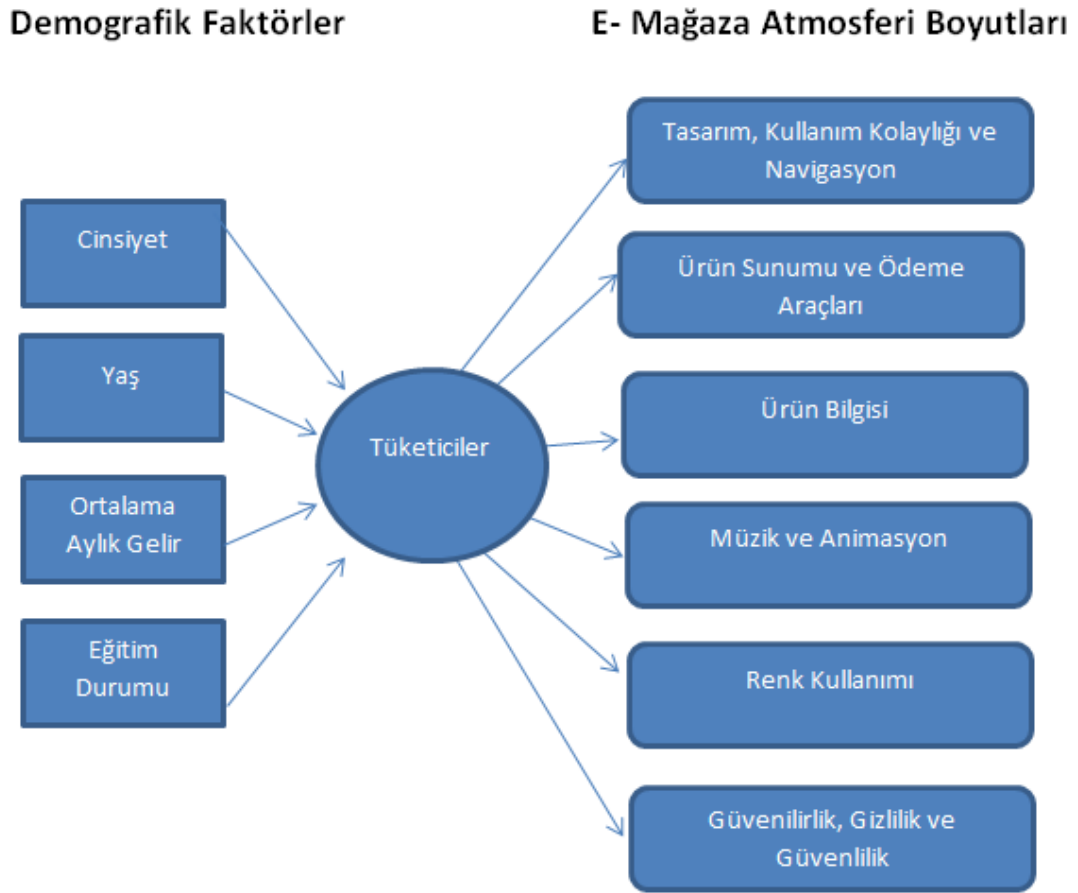 Demografik Faktörler
E- Mağaza Atmosferi Boyutları
Cinsiyet
Yaş
Ortalama
Aylık Gelir
Eğitim
Durumu
Tüketiciler
Tasarım, Kullanım Kolaylığı ve
Navigasyon
Ürün Sunumu ve Ödeme
Araçları
Ürün Bilgisi
Müzik ve Animasyon
Renk Kullanımı
Güvenilirlik, Gizlilik ve
Güvenlilik